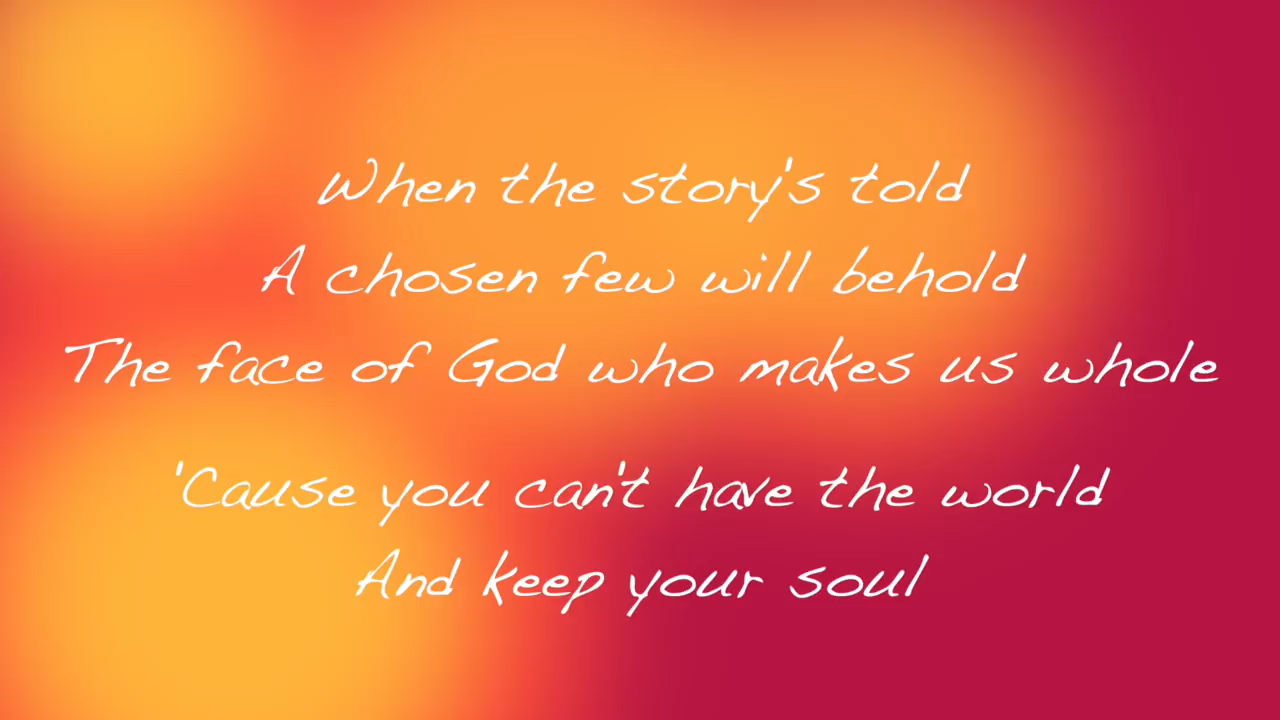 When the story's told
A chosen few will behold
The face of God who makes us whole
'Cause you can't have the world
And keep your soul